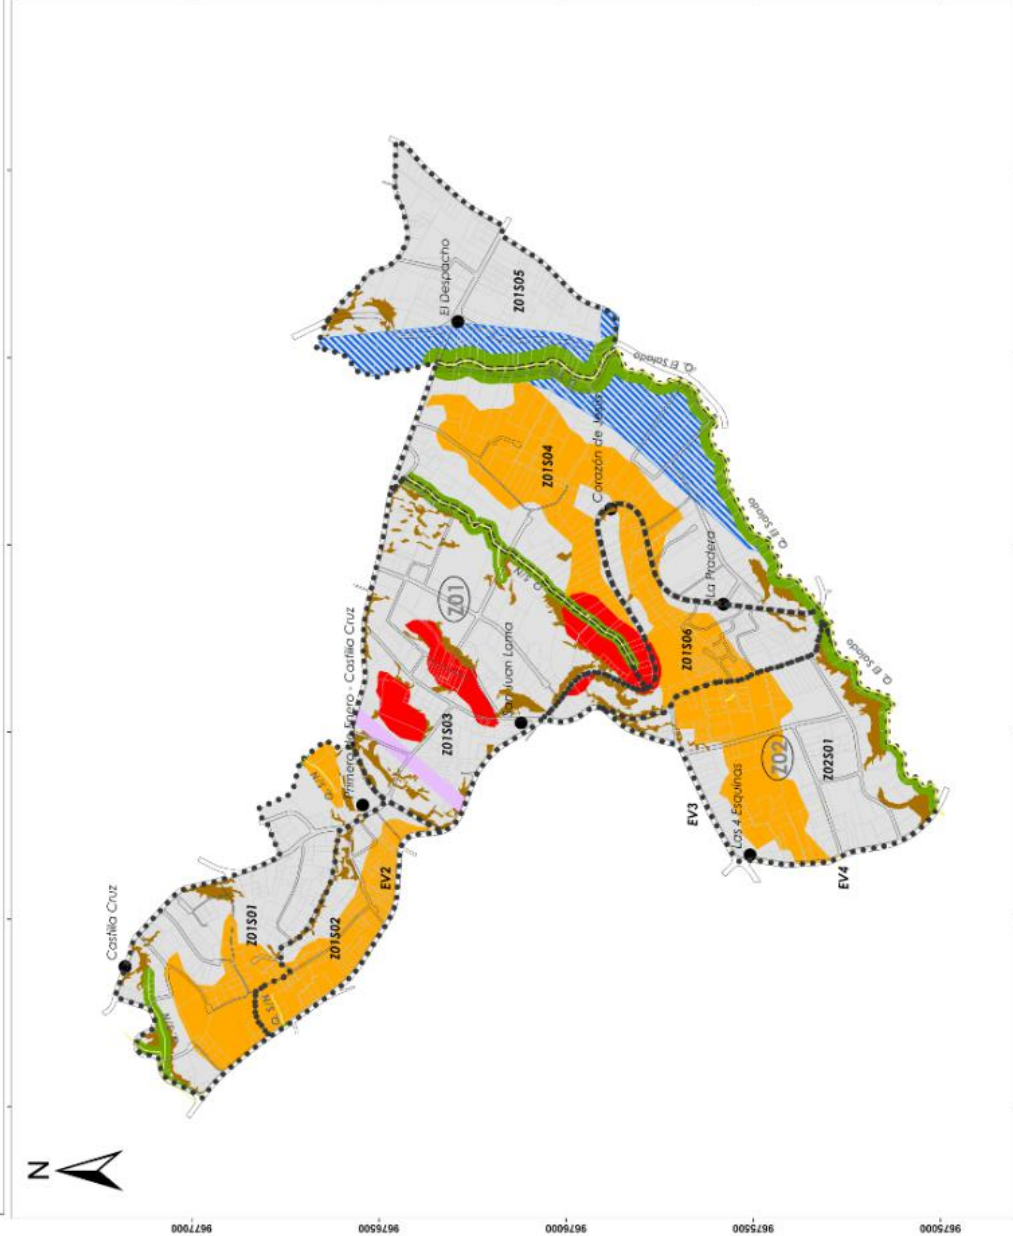 N
Castilla Cruz
Q. S/N
Z01S01
Q. S/N
Z01S02
EV2
Q. S/N
Primero de Enero - Castilla Cruz
Z01S03
San Juan Loma
Z01
Q. S/N
Z01S04
Corazón de Jesús
El Despacho
Z01S05
Q. El Salado
Q. El Salado
La Pradera
Z01S06
Q. El Salado
EV3
Las 4 Esquinas
Z02
Z02S01
EV4
9677000
9676500
9676000
9675500
9675000